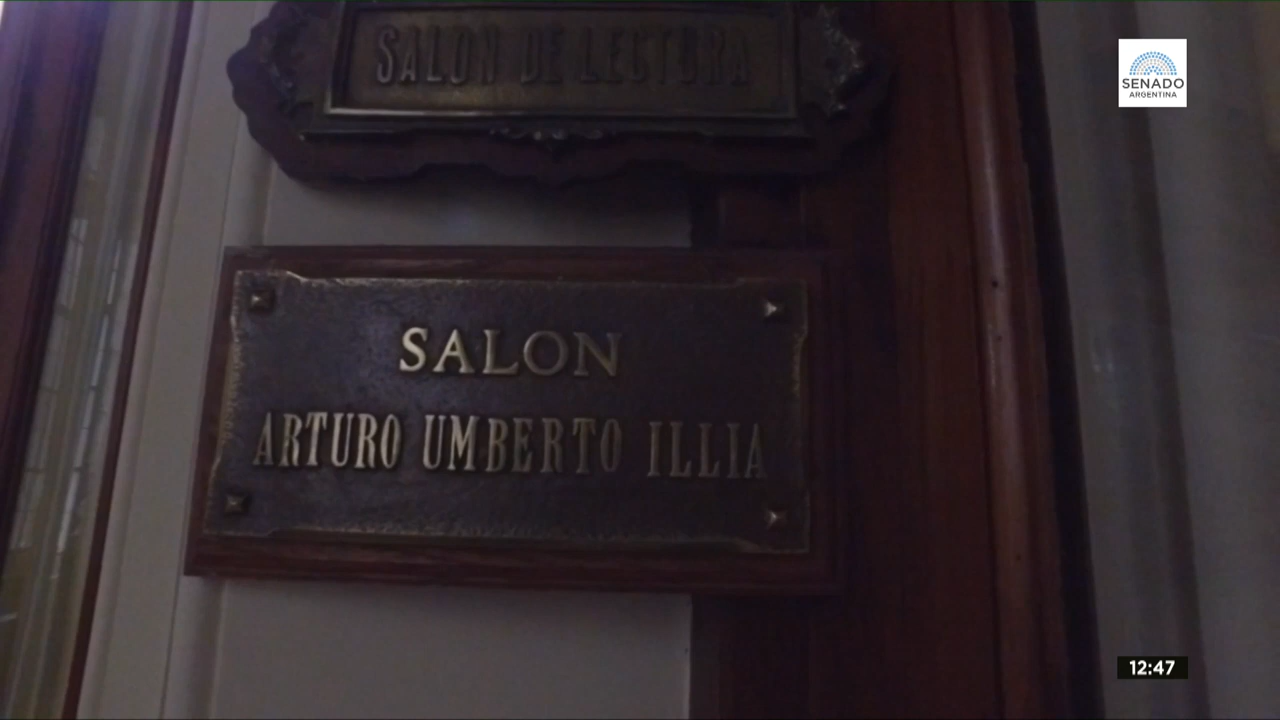 SALON DE LECTURA
SENADO
ARGENTINA
SALON
ARTURO UMBERTO ILLIA
12:47